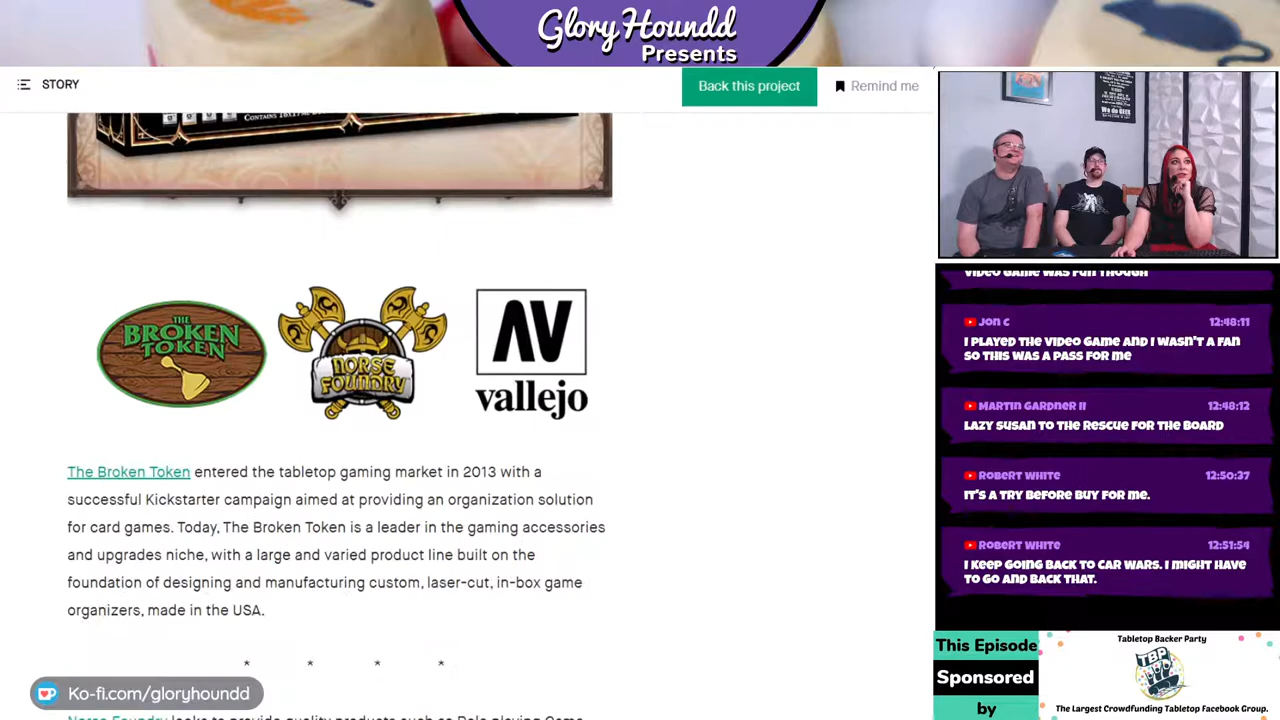 GloryHoundd
Presents
STORY
Back this project
Remind me
THE
BROKEN
TOKEN
NORSE
FOUNDRY
AV
vallejo
The Broken Token entered the tabletop gaming market in 2013 with a
successful Kickstarter campaign aimed at providing an organization solution
for card games. Today, The Broken Token is a leader in the gaming accessories
and upgrades niche, with a large and varied product line built on the
foundation of designing and manufacturing custom, laser-cut, in-box game
organizers, made in the USA.
* * * *
Ko-fi.com/gloryhoundd
VIDEO GAME WAS FUN THOUGH
JON C 12:48:11
I PLAYED THE VIDEO GAME AND I WASN'T A FAN
SO THIS WAS A PASS FOR ME
MARTIN GARDNER II 12:48:12
LAZY SUSAN TO THE RESCUE FOR THE BOARD
ROBERT WHITE 12:50:37
IT'S A TRY BEFORE BUY FOR ME.
ROBERT WHITE 12:51:54
I KEEP GOING BACK TO CAR WARS. I MIGHT HAVE
TO GO AND BACK THAT.
This Episode
Sponsored
by
Tabletop Backer Party
TBP
The Largest Crowdfunding Tabletop Facebook Group.